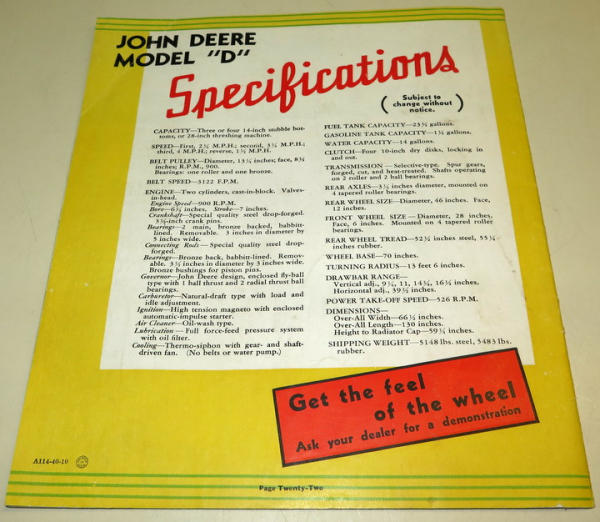 JOHN DEERE
MODEL "D"
Specifications
(Subject to
change without
notice.)
CAPACITY—Three or four 14-inch stubble bot-
toms, or 28-inch threshing machine.
SPEED—First, 2½ M.P.H.; second, 3¼ M.P.H.;
third, 4 M.P.H.; reverse, 1¾ M.P.H.
BELT PULLEY—Diameter, 13½ inches; face, 8¾
inches; R.P.M., 900.
Bearings: one roller and one bronze.
BELT SPEED—3122 F.P.M.
ENGINE—Two cylinders, cast-in-block. Valves-
in-head.
Engine Speed—900 R.P.M.
Bore—6¾ inches, Stroke—7 inches.
Crankshaft—Special quality steel drop-forged.
inch crank pins.
Bearings—2 main, bronze backed, babbitt-
lined. Removable. 3 inches in diameter by
5 inches wide.
Connecting Rods—Special quality steel drop-
forged.
Bearings—Bronze back, babbitt-lined. Remov-
able. inches in diameter by 3 inches wide.
Bronze bushings for piston pins.
Governor—John Deere design, enclosed fly-ball
type with 1 ball thrust and 2 radial thrust ball
bearings.
Carburetor—Natural-draft type with load and
idle adjustment.
Ignition—High tension magneto with enclosed
automatic-impulse starter.
Air Cleaner—Oil-wash type.
Lubrication—Full force-feed pressure system
with oil filter.
Cooling—Thermo-siphon with gear- and shaft-
driven fan. (No belts or water pump.)
FUEL TANK CAPACITY—23½ gallons.
GASOLINE TANK CAPACITY—1½ gallons.
WATER CAPACITY—14 gallons.
CLUTCH—Four 10-inch dry disks, locking in
and out.
TRANSMISSION—Selective-type. Spur gears,
forged, cut, and heat-treated. Shafts operating
on 2 roller and 2 ball bearings.
REAR AXLES—3½ inches diameter, mounted on
4 tapered roller bearings.
REAR WHEEL SIZE—Diameter, 46 inches. Face,
12 inches.
FRONT WHEEL SIZE—Diameter, 28 inches,
Face, 6 inches. Mounted on 4 tapered roller
bearings.
REAR WHEEL TREAD—52¾ inches steel, 55½
inches rubber.
WHEEL BASE—70 inches.
TURNING RADIUS—13 feet 6 inches.
DRAWBAR RANGE—
Vertical adj., 9¼, 11, 14¼, 16½ inches
Horizontal adj., 39½ inches.
POWER TAKE-OFF SPEED—526 R.P.M.
DIMENSIONS—
Over-All Width—66½ inches
Over-All Length—130 inches.
Height to Radiator Cap—59¾ inches.
SHIPPING WEIGHT—5148 lbs. steel, 5483 lbs.
rubber.
Get the feel
of the wheel
Ask your dealer for a demonstration
A114-40-10
Page Twenty-Two